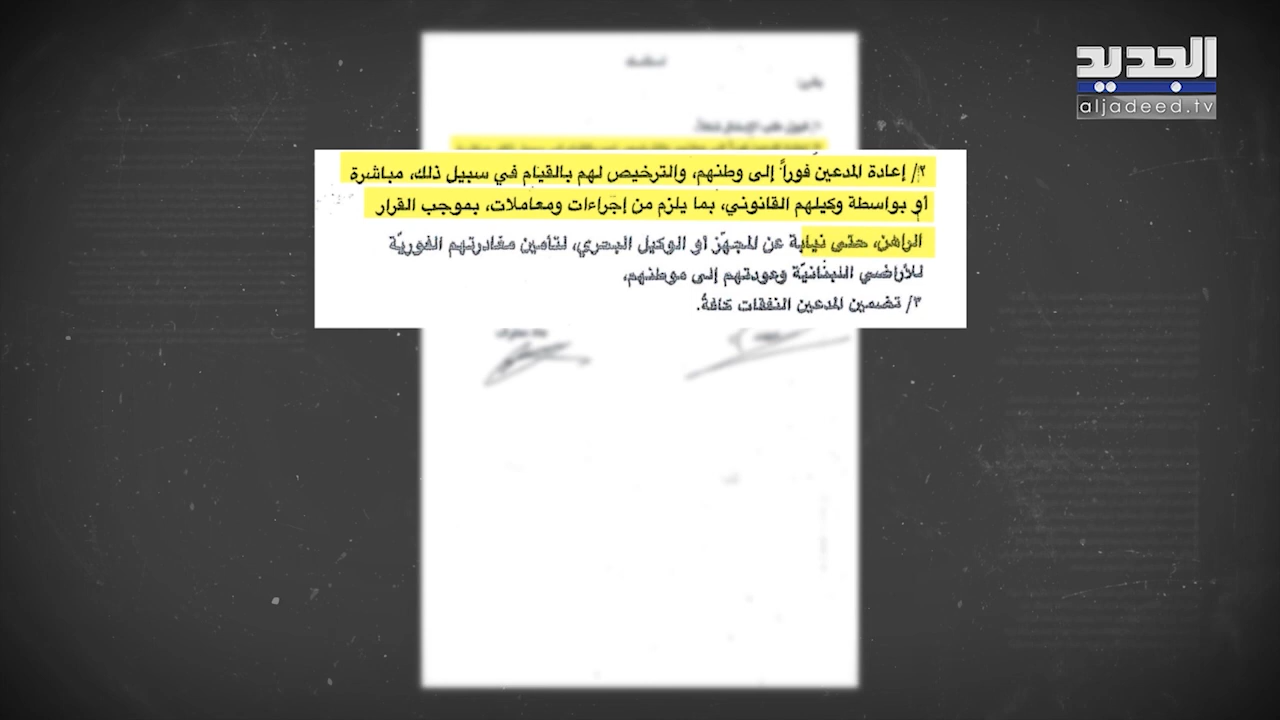 الجديد
aljadeed.tv
٢/ إعادة المدعين فوراً إلى وطنهم، والترخيص لهم بالقيام في سبيل ذلك، مباشرة
أو بواسطة وكيلهم القانوني، بما يلزم من إجراءات ومعاملات، بموجب القرار
الراهن، حتى نيابة عن المجهّز أو الوكيل البحري، لتأمين مغادرتهم الفوريّة
للأراضي اللبنانيّة وعودتهم إلى موطنهم،
٣/ تضمين المدعين النفقات كافةً.